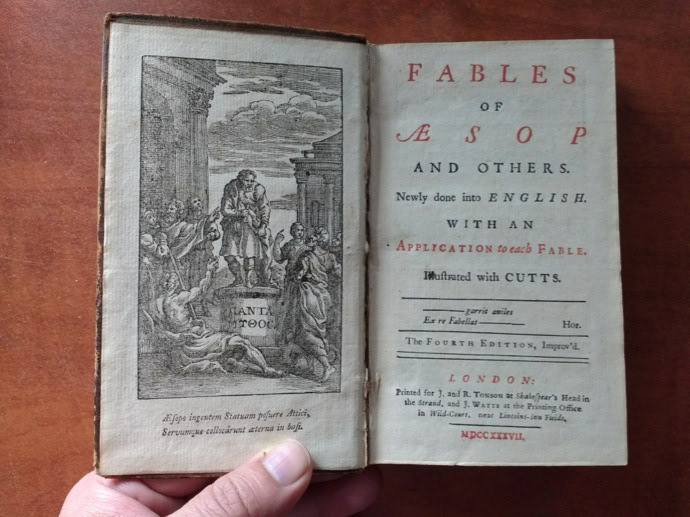 ΠΑΝΤΑ
ΜΥΘΟΣ
Æsopo ingentem Statuam posuere Attici,
Servumque collocârunt æterna in basi.
FABLES
OF
ÆSOP
AND OTHERS.
Newly done into ENGLISH.
WITH AN
APPLICATION to each FABLE.
Illustrated with CUTTS.
garrit aniles
Ex re Fabellas Hor.
The FOURTH EDITION, Improv'd.
LONDON:
Printed for J. and R. TONSON at Shakespear's Head in
the Strand, and J. WATTS at the Printing Office
in Wild-Court, near Lincolns-Inn Fields.
MDCCXXXVII.